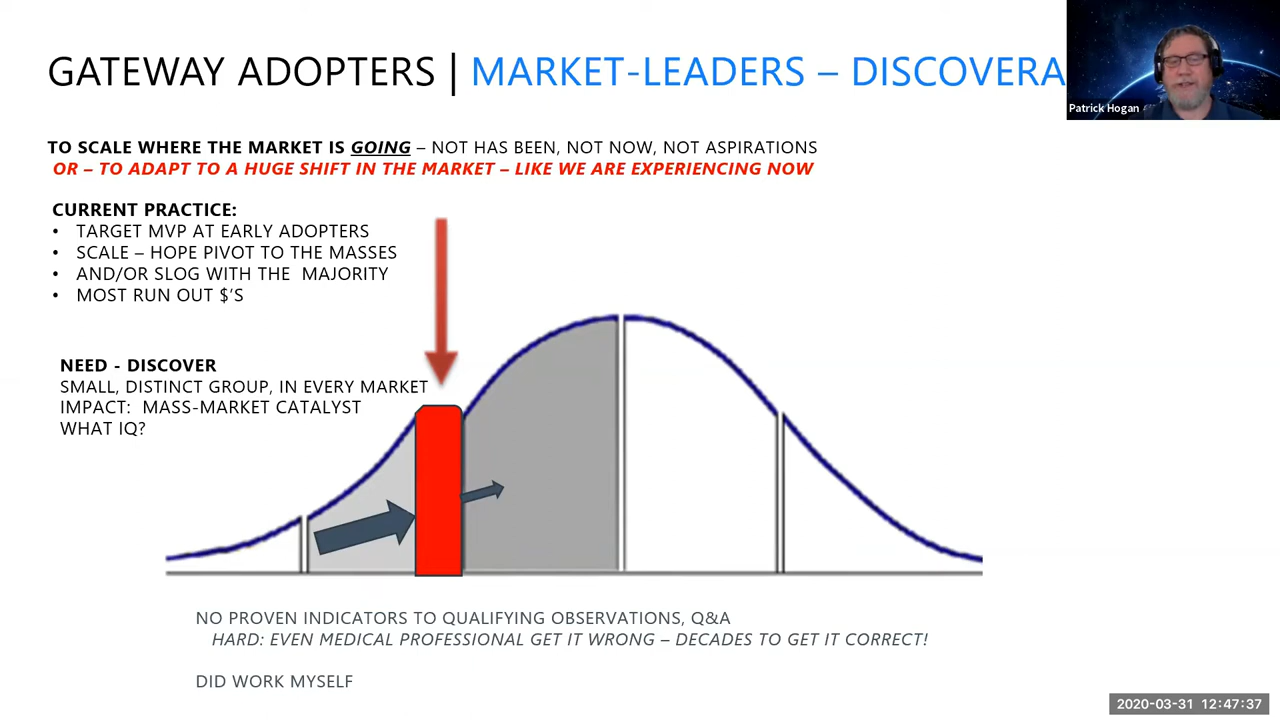 GATEWAY ADOPTERS | MARKET-LEADERS – DISCOVERA
Patrick Hogan
TO SCALE WHERE THE MARKET IS GOING – NOT HAS BEEN, NOT NOW, NOT ASPIRATIONS
OR – TO ADAPT TO A HUGE SHIFT IN THE MARKET – LIKE WE ARE EXPERIENCING NOW
CURRENT PRACTICE:
• TARGET MVP AT EARLY ADOPTERS
• SCALE – HOPE PIVOT TO THE MASSES
• AND/OR SLOG WITH THE MAJORITY
• MOST RUN OUT $'S
NEED - DISCOVER
SMALL, DISTINCT GROUP, IN EVERY MARKET
IMPACT: MASS-MARKET CATALYST
WHAT IQ?
NO PROVEN INDICATORS TO QUALIFYING OBSERVATIONS, Q&A
HARD: EVEN MEDICAL PROFESSIONAL GET IT WRONG – DECADES TO GET IT CORRECT!
DID WORK MYSELF
2020-03-31 12:47:37